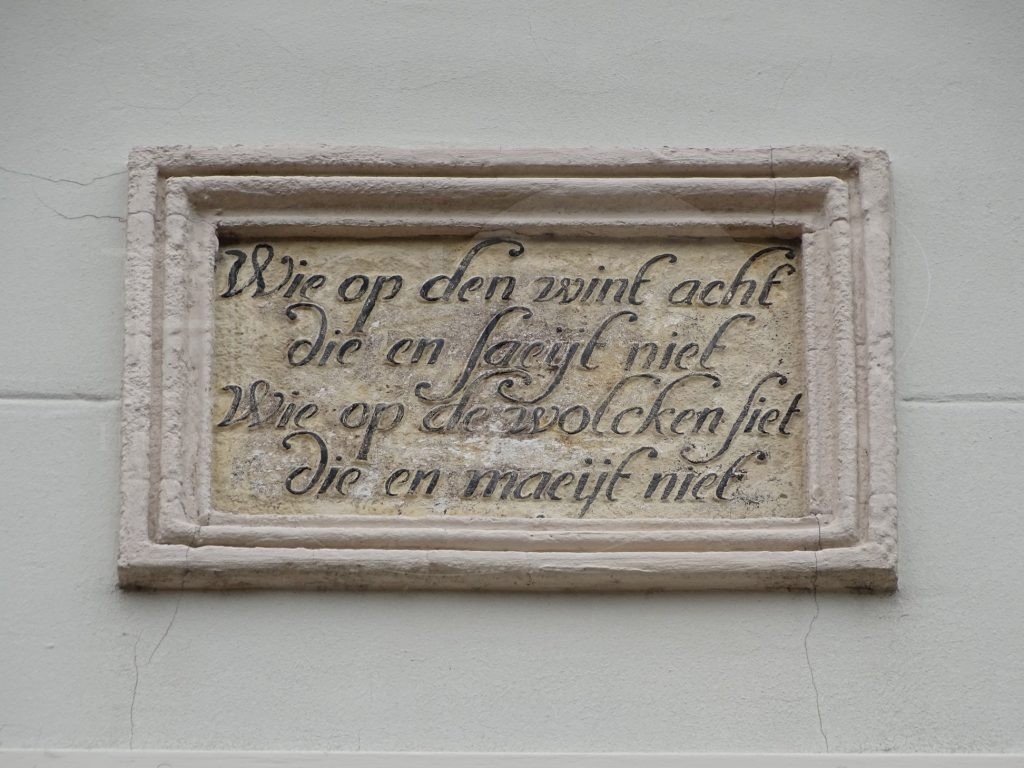 Wie op den wint acht
die en saeijt niet
Wie op de wolcken siet
die en maeijt niet